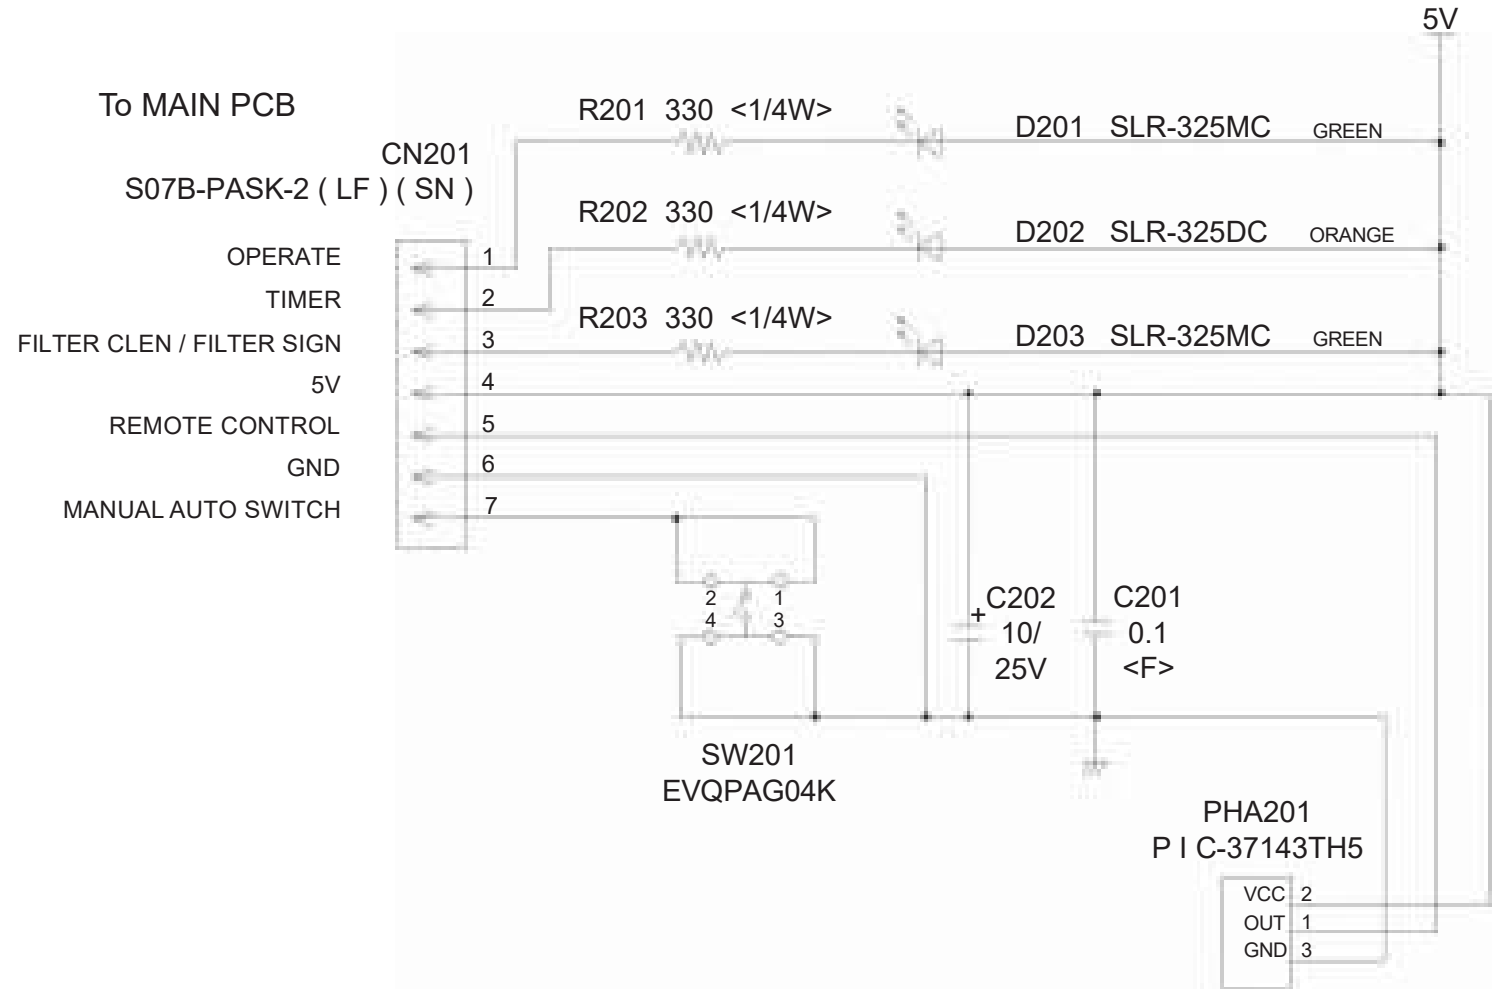 5V
To MAIN PCB
CN201
S07B-PASK-2 ( LF ) ( SN )
R201 330 <1/4W>
D201 SLR-325MC GREEN
R202 330 <1/4W>
D202 SLR-325DC ORANGE
R203 330 <1/4W>
D203 SLR-325MC GREEN
OPERATE 1
TIMER 2
FILTER CLEN / FILTER SIGN 3
5V 4
REMOTE CONTROL 5
GND 6
MANUAL AUTO SWITCH 7
2 1
4 3
SW201
EVQPAG04K
+ C202
10/
25V
C201
0.1
<F>
PHA201
P I C-37143TH5
VCC 2
OUT 1
GND 3